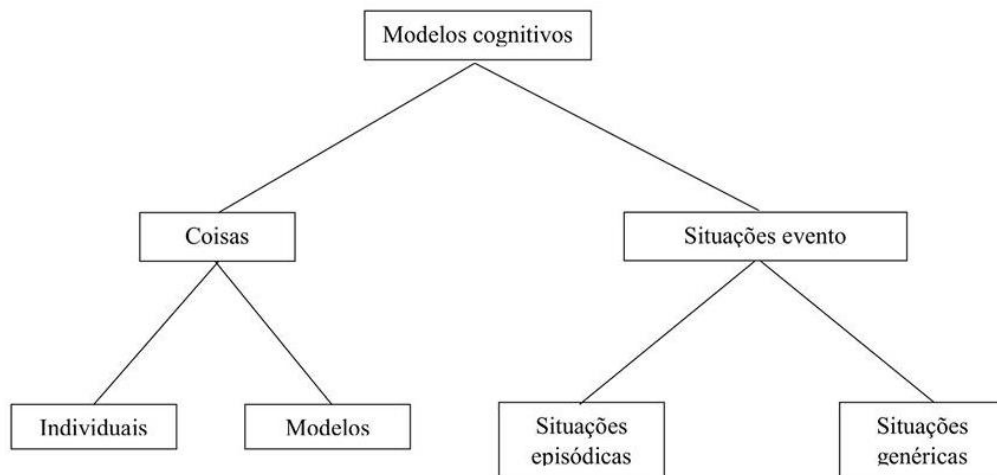 Modelos cognitivos
Coisas
Situações evento
Individuais
Modelos
Situações
episódicas
Situações
genéricas